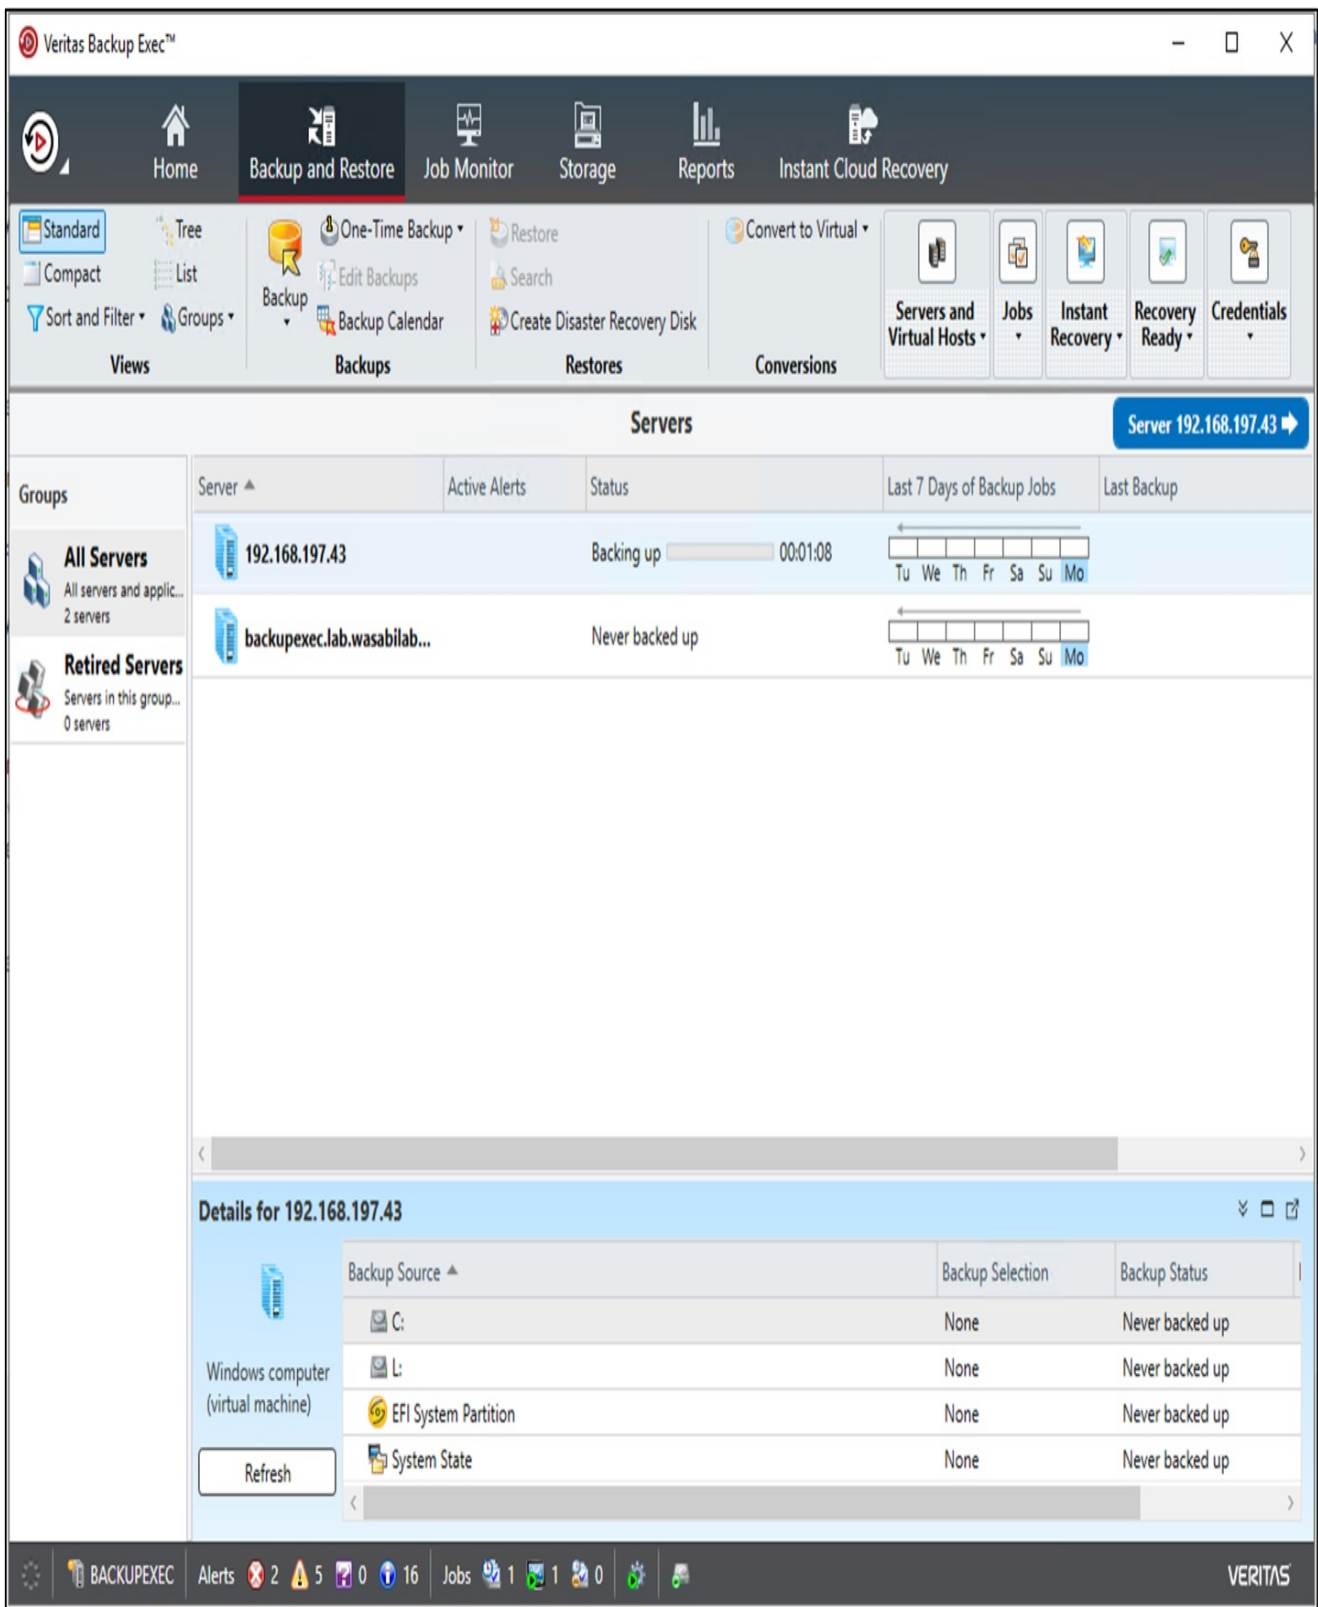 Veritas Backup Exec™
Home
Backup and Restore
Job Monitor
Storage
Reports
Instant Cloud Recovery
Standard
Tree
Compact
List
Sort and Filter
Groups
Views
Backup
One-Time Backup
Edit Backups
Backup Calendar
Backups
Restore
Search
Create Disaster Recovery Disk
Restores
Convert to Virtual
Conversions
Servers and
Virtual Hosts
Jobs
Instant
Recovery
Recovery
Ready
Credentials
Servers
Server 192.168.197.43
Groups
All Servers
All servers and applic...
2 servers
Retired Servers
Servers in this group...
0 servers
Server Active Alerts Status Last 7 Days of Backup Jobs Last Backup
192.168.197.43 Backing up 00:01:08
Tu We Th Fr Sa Su Mo
backupexec.lab.wasabilab... Never backed up
Tu We Th Fr Sa Su Mo
Details for 192.168.197.43
Windows computer
(virtual machine)
Refresh
Backup Source Backup Selection Backup Status
C: None Never backed up
L: None Never backed up
EFI System Partition None Never backed up
System State None Never backed up
BACKUPEXEC Alerts 2 5 0 16 Jobs 1 1 0 VERITAS